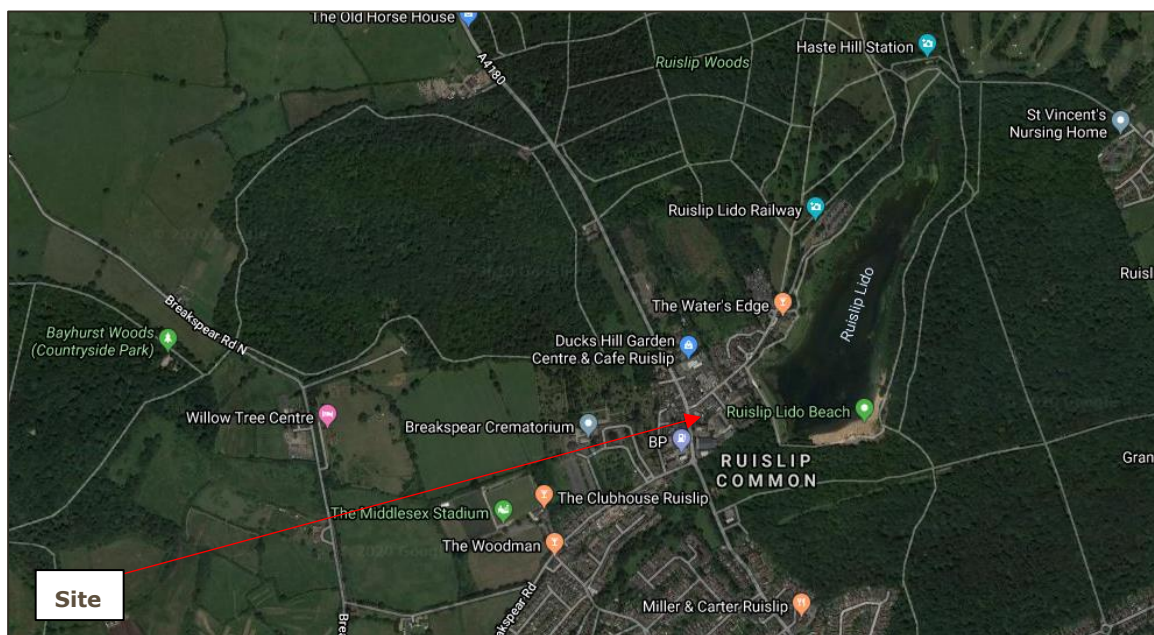 The Old Horse House
A4180
Ruislip Woods
Haste Hill Station
St Vincent's
Nursing Home
Ruislip Lido Railway
Ruisl
Breakspear Rd N
Bayhurst Woods
(Countryside Park)
The Water's Edge
Ruislip Lido
Ducks Hill Garden
Centre & Cafe Ruislip
Willow Tree Centre
Breakspear Crematorium
Ruislip Lido Beach
BP
RUISLIP
COMMON
Gran
The Clubhouse Ruislip
The Middlesex Stadium
The Woodman
Site
Miller & Carter Ruislip
Brea
akspear Rd